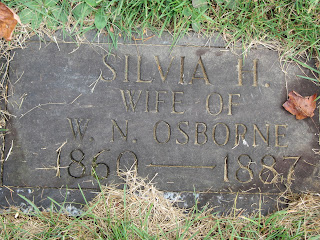 SILVIA H.
WIFE OF
W. N. OSBORNE
1860 — 1887